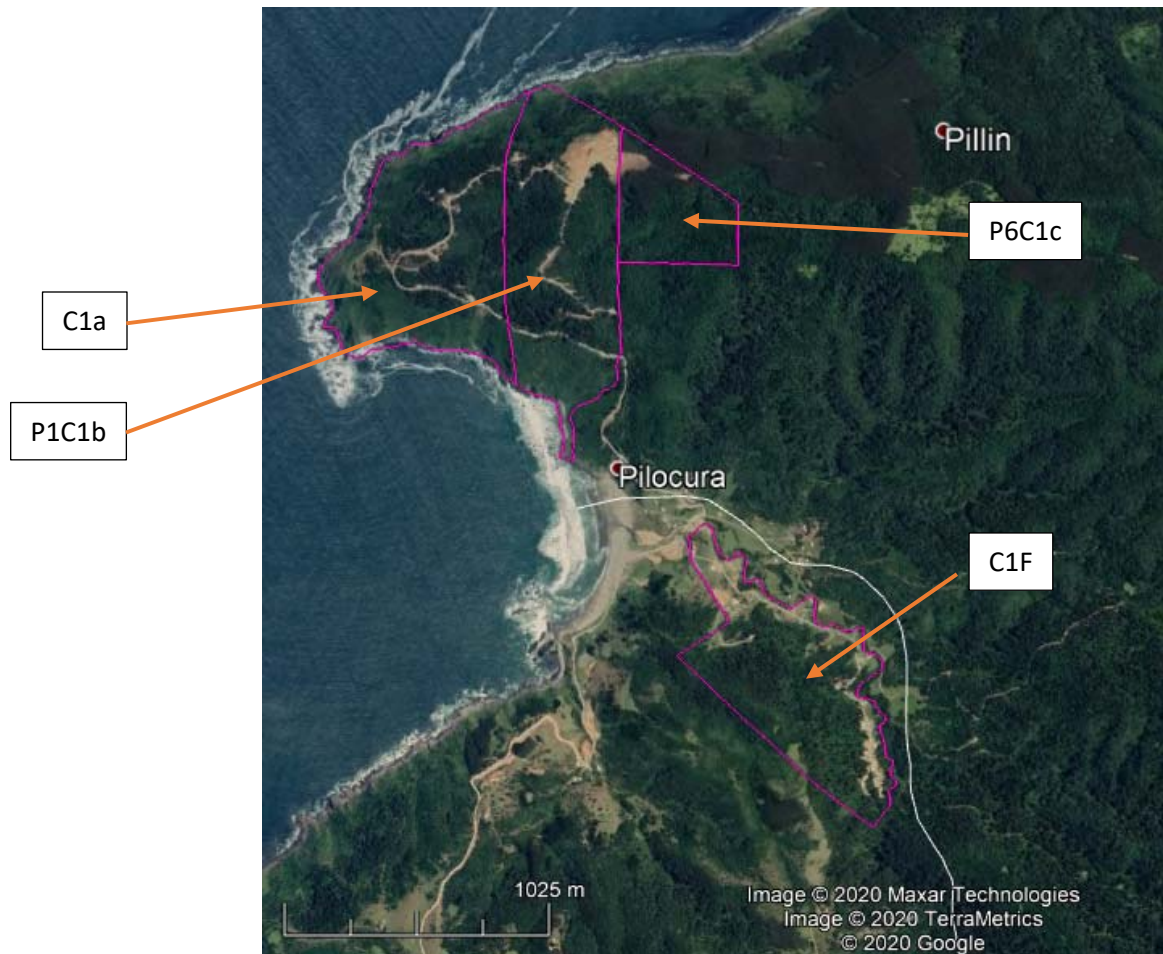 Pillin
P6C1c
C1a
P1C1b
Pilocura
C1F
1025 m
Image © 2020 Maxar Technologies
Image © 2020 TerraMetrics
© 2020 Google